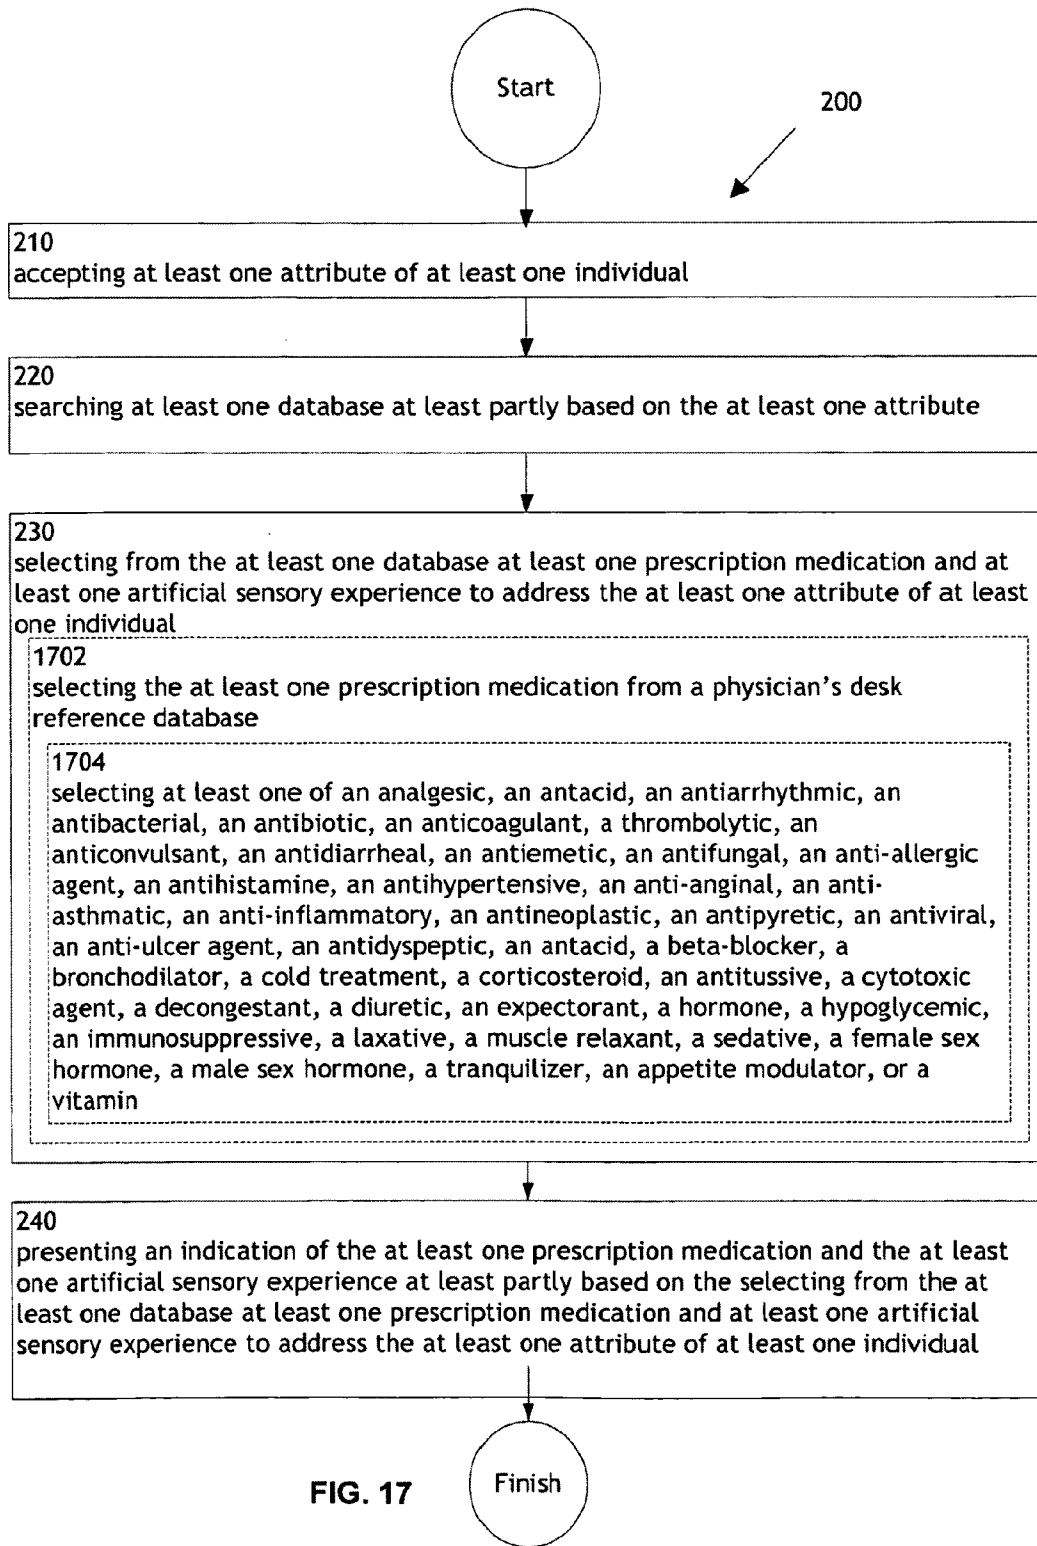 Start
200
210
accepting at least one attribute of at least one individual
220
searching at least one database at least partly based on the at least one attribute
230
selecting from the at least one database at least one prescription medication and at
least one artificial sensory experience to address the at least one attribute of at least
one individual
1702
selecting the at least one prescription medication from a physician's desk
reference database
1704
selecting at least one of an analgesic, an antacid, an antiarrhythmic, an
antibacterial, an antibiotic, an anticoagulant, a thrombolytic, an
anticonvulsant, an antidiarrheal, an antiemetic, an antifungal, an anti-allergic
agent, an antihistamine, an antihypertensive, an anti-anginal, an anti-
asthmatic, an anti-inflammatory, an antineoplastic, an antipyretic, an antiviral,
an anti-ulcer agent, an antidyspeptic, an antacid, a beta-blocker, a
bronchodilator, a cold treatment, a corticosteroid, an antitussive, a cytotoxic
agent, a decongestant, a diuretic, an expectorant, a hormone, a hypoglycemic,
an immunosuppressive, a laxative, a muscle relaxant, a sedative, a female sex
hormone, a male sex hormone, a tranquilizer, an appetite modulator, or a
vitamin
240
presenting an indication of the at least one prescription medication and the at least
one artificial sensory experience at least partly based on the selecting from the at
least one database at least one prescription medication and at least one artificial
sensory experience to address the at least one attribute of at least one individual
FIG. 17
Finish